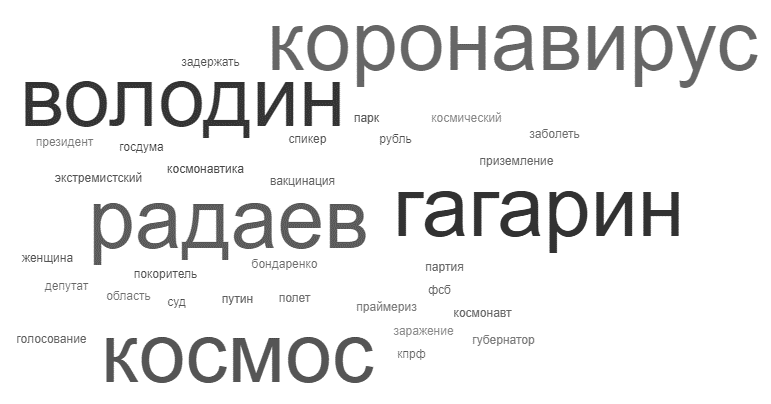 коронавирус
задержать
володин
парк
космический
президент
госдума
спикер
рубль
заболеть
космонавтика
приземление
экстремистский
вакцинация
радаев
гагарин
женщина
покоритель
бондаренко
партия
депутат
область
суд
путин
полет
фсб
праймериз
космонавт
голосование
космос
заражение
губернатор
кпрф